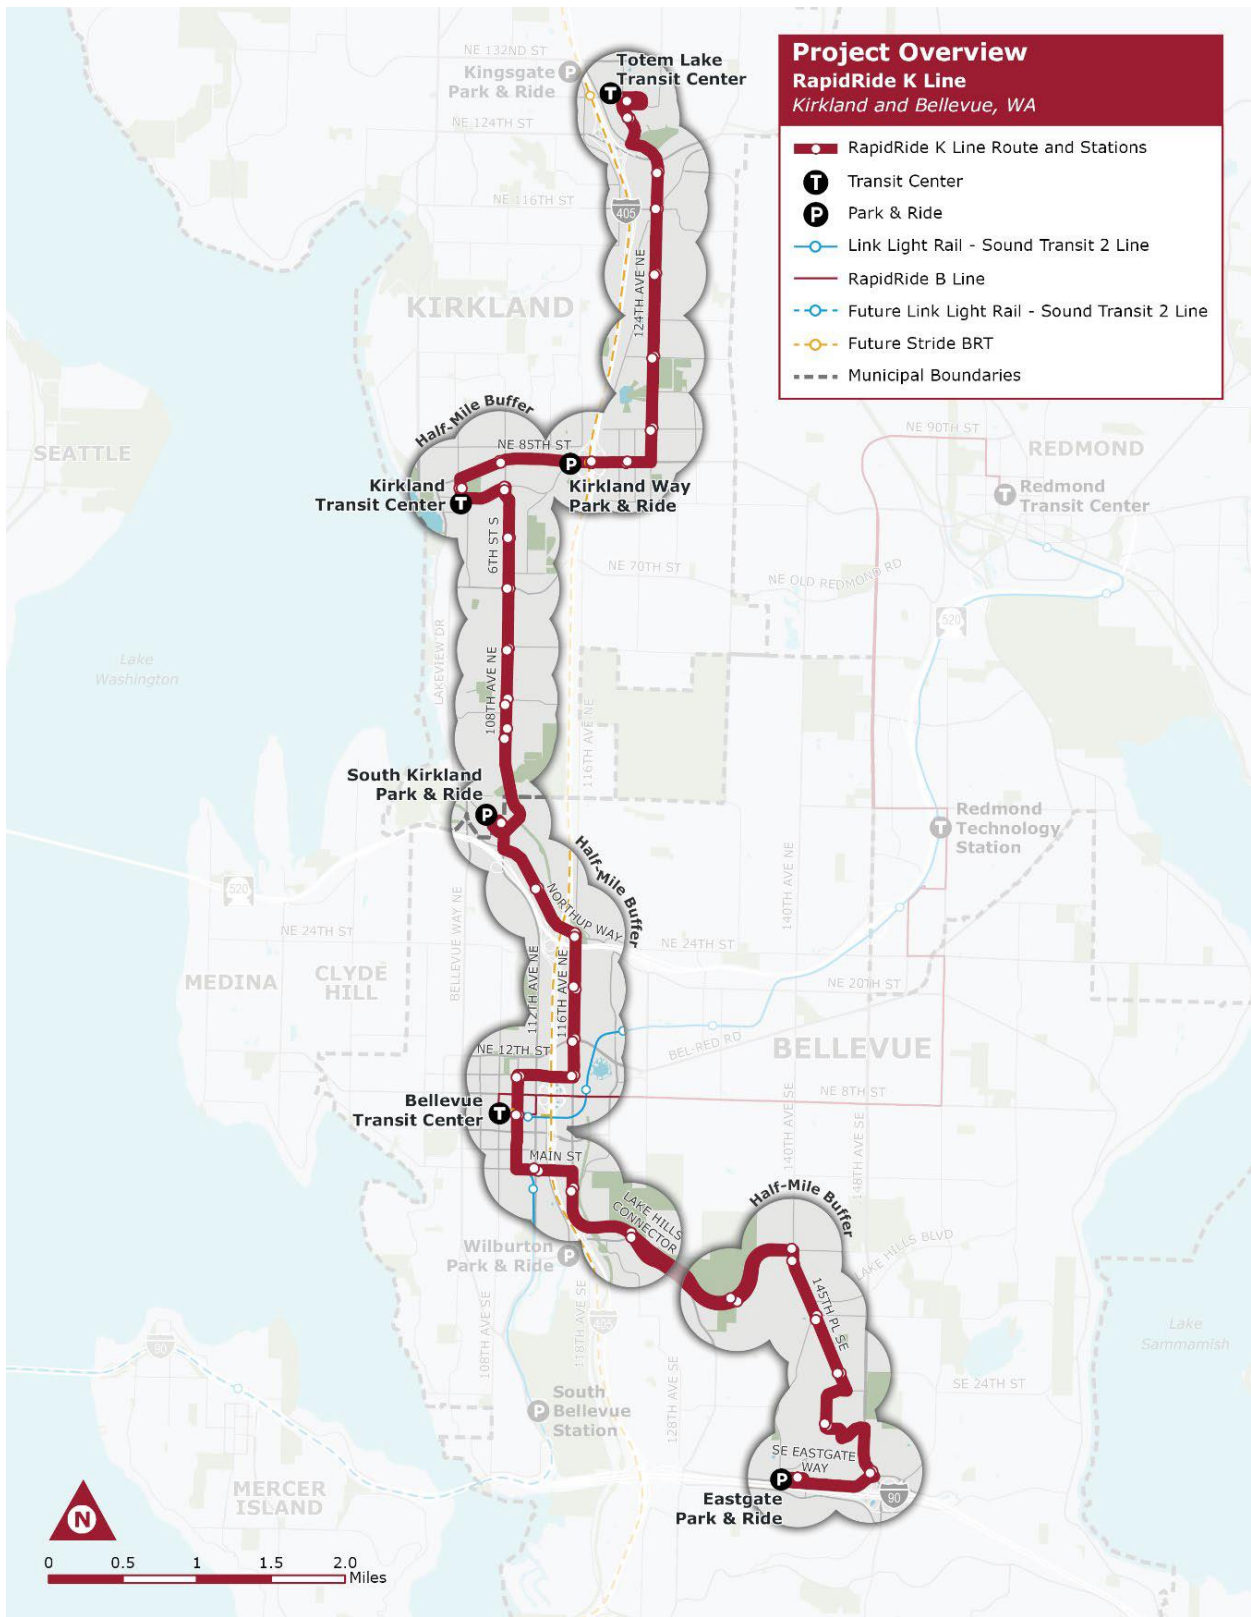 Project Overview
RapidRide K Line
Kirkland and Bellevue, WA
RapidRide K Line Route and Stations
T
Transit Center
P
Park & Ride
Link Light Rail - Sound Transit 2 Line
RapidRide B Line
Future Link Light Rail - Sound Transit 2 Line
Future Stride BRT
Municipal Boundaries
NE 132ND ST
Kingsgate
Park & Ride
P
Totem Lake
Transit Center
T
NE 124TH ST
NE 116TH ST
405
124TH AVE NE
KIRKLAND
Half-Mile Buffer
NE 85TH ST
NE 90TH ST
SEATTLE
REDMOND
Kirkland
Transit Center
T
P
Kirkland Way
Park & Ride
Redmond
Transit Center
T
6TH ST S
NE 70TH ST
NE OLD REDMOND RD
520
Lake
Washington
LAKEVIEW DR
108TH AVE NE
116TH AVE NE
South Kirkland
Park & Ride
P
Redmond
Technology
Station
T
Half-Mile Buffer
520
NORTHUP WAY
BELLEVUE WAY NE
140TH AVE NE
NE 24TH ST
NE 24TH ST
MEDINA
CLYDE
HILL
112TH AVE NE
116TH AVE NE
NE 20TH ST
NE 12TH ST
BEL-RED RD
BELLEVUE
NE 8TH ST
Bellevue
Transit Center
T
MAIN ST
140TH AVE SE
148TH AVE SE
Half-Mile Buffer
LAKE HILLS
CONNECTOR
LAKE HILLS BLVD
Wilburton
Park & Ride
P
145TH PL SE
405
108TH AVE SE
118TH AVE SE
128TH AVE SE
90
Lake
Sammamish
SE 24TH ST
South
Bellevue
Station
P
SE EASTGATE
WAY
P
Eastgate
Park & Ride
90
MERCER
ISLAND
N
0 0.5 1 1.5 2.0
Miles